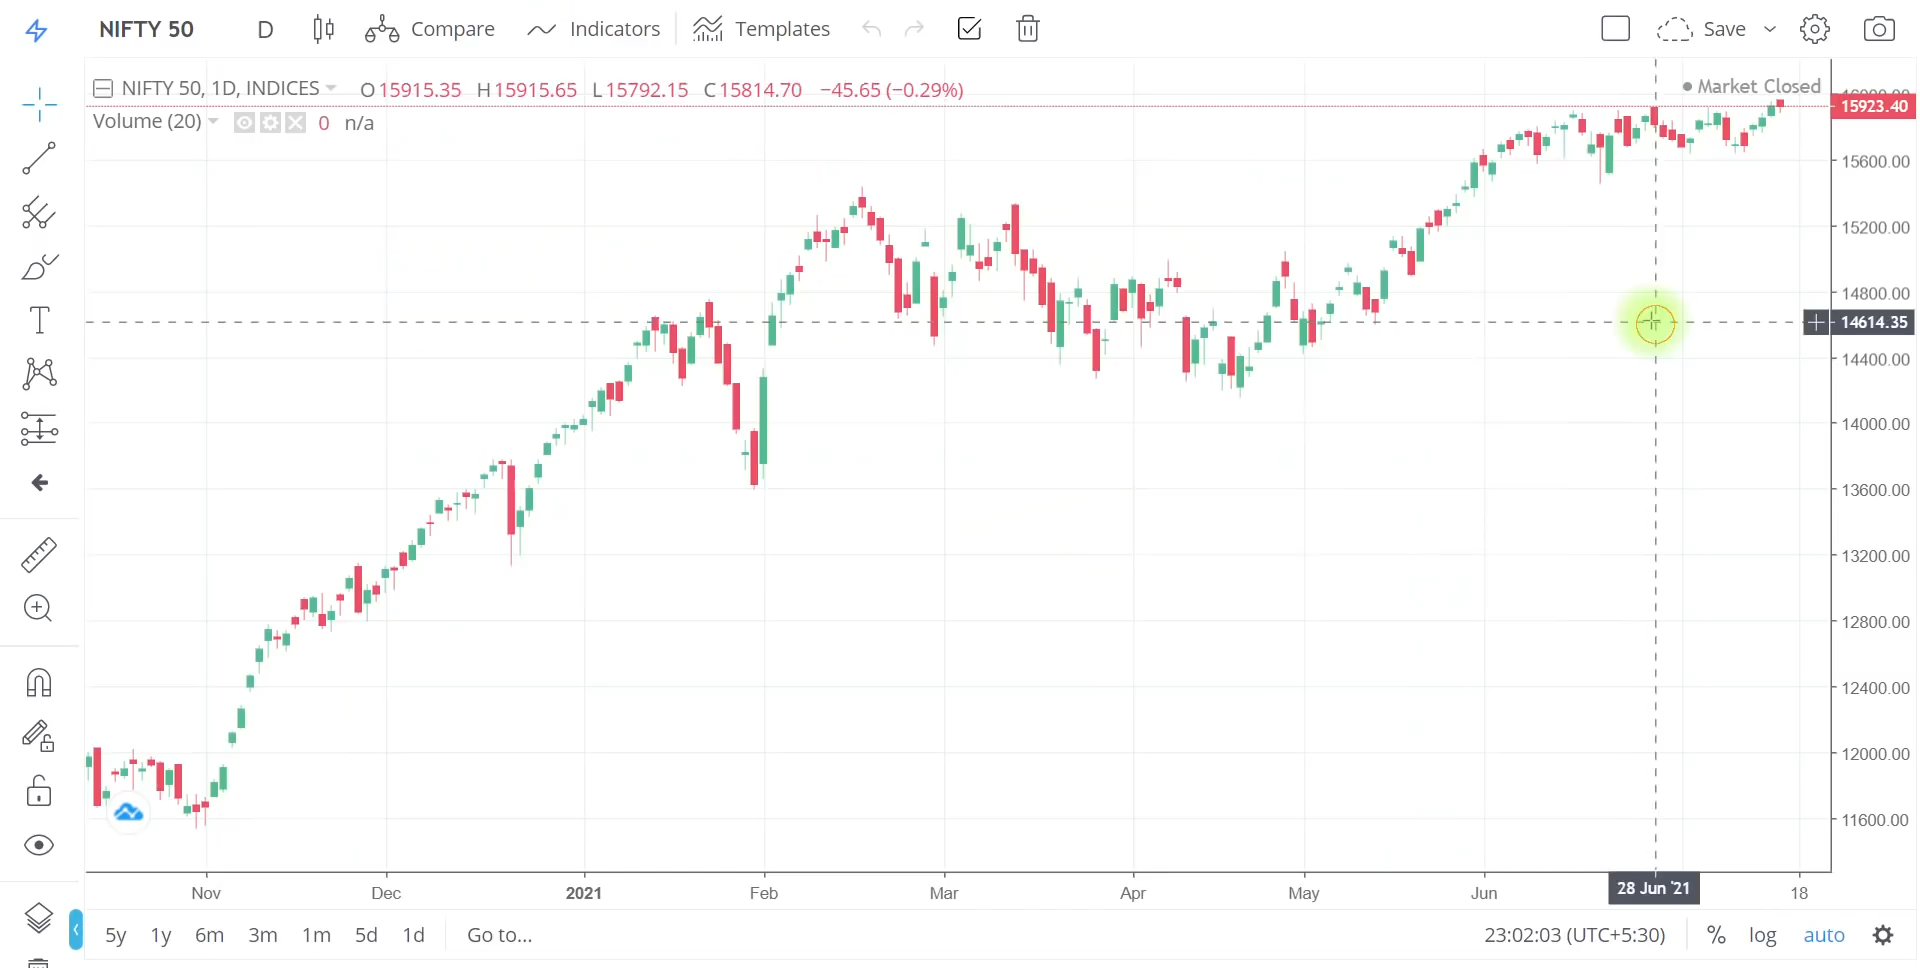 NIFTY 50 D Compare Indicators Templates Save
NIFTY 50, 1D, INDICES O15915.35 H15915.65 L15792.15 C15814.70 −45.65 (−0.29%)
Market Closed
15923.40
Volume (20) 0 n/a
15600.00
15200.00
14800.00
14614.35
14400.00
14000.00
13600.00
13200.00
12800.00
12400.00
12000.00
11600.00
Nov Dec 2021 Feb Mar Apr May Jun 28 Jun '21 18
5y 1y 6m 3m 1m 5d 1d Go to... 23:02:03 (UTC+5:30) % log auto